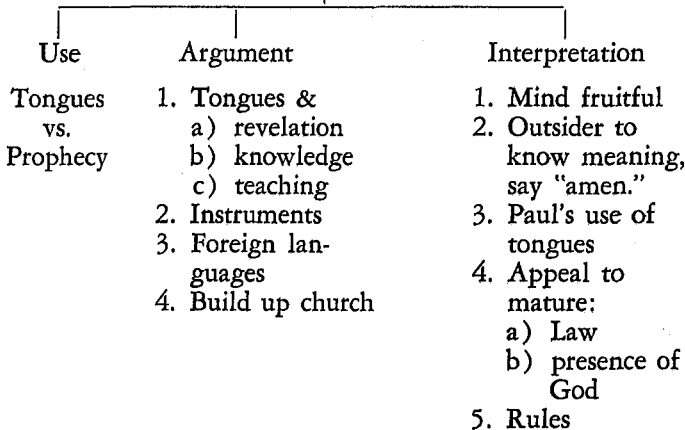 Use
Tongues
vs.
Prophecy
Argument
1. Tongues &
a) revelation
b) knowledge
c) teaching
2. Instruments
3. Foreign lan-
guages
4. Build up church
Interpretation
1. Mind fruitful
2. Outsider to
know meaning,
say "amen."
3. Paul's use of
tongues
4. Appeal to
mature:
a) Law
b) presence of
God
5. Rules